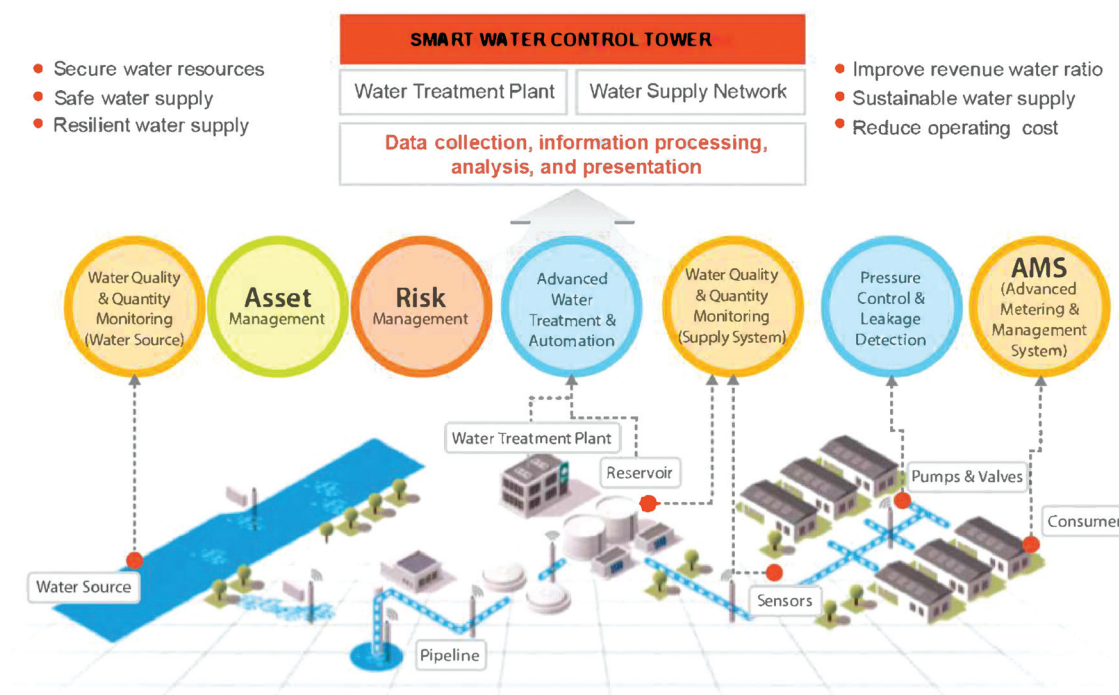 SMART WATER CONTROL TOWER
Secure water resources
Safe water supply
Resilient water supply
Water Treatment Plant
Water Supply Network
Improve revenue water ratio
Sustainable water supply
Reduce operating cost
Data collection, information processing,
analysis, and presentation
Water Quality
& Quantity
Monitoring
(Water Source)
Asset
Management
Risk
Management
Advanced
Water
Treatment &
Automation
Water Quality
& Quantity
Monitoring
(Supply System)
Pressure
Control &
Leakage
Detection
AMS
(Advanced
Metering &
Management
System)
Water Treatment Plant
Reservoir
Pumps & Valves
Consumer
Water Source
Sensors
Pipeline